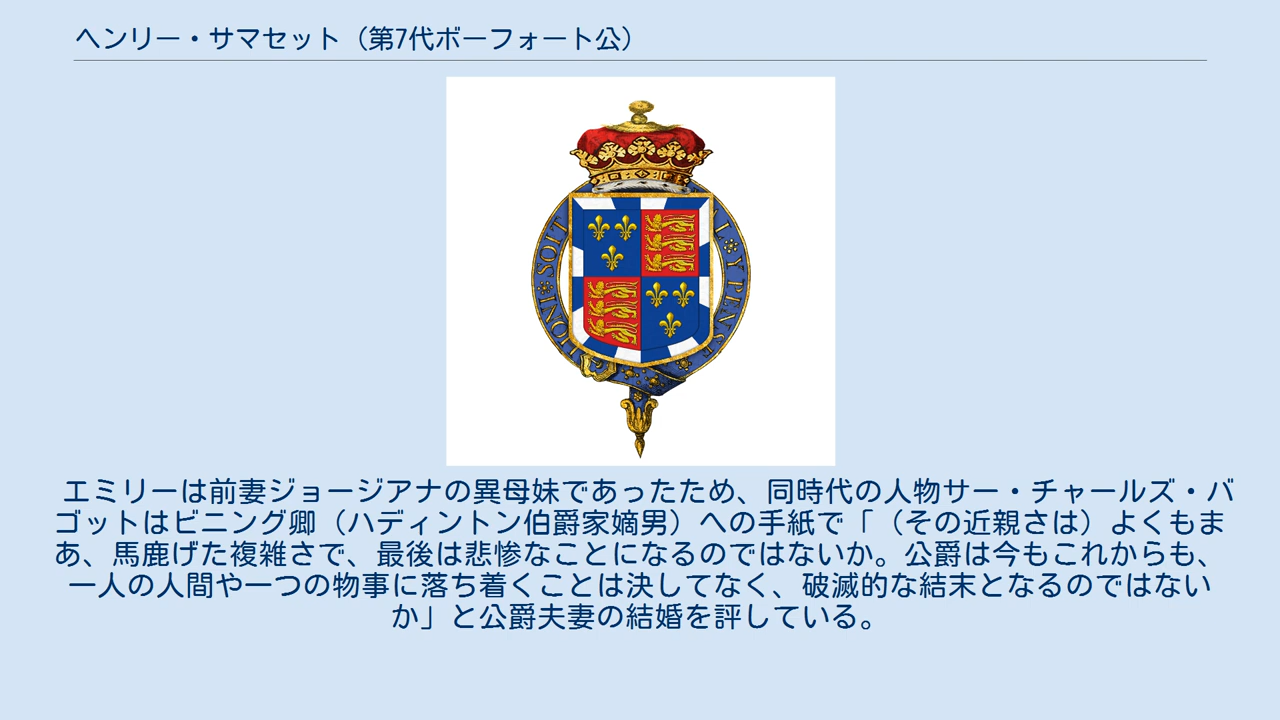 ヘンリー・サマセット（第7代ボーフォート公）
SOIT
IONI
L Y PENSE
エミリーは前妻ジョージアナの異母妹であったため、同時代の人物サー・チャールズ・バ
ゴットはビニング卿（ハディントン伯爵家嫡男）への手紙で「（その近親さは）よくもま
あ、馬鹿げた複雑さで、最後は悲惨なことになるのではないか。公爵は今もこれからも、
一人の人間や一つの物事に落ち着くことは決してなく、破滅的な結末となるのではない
か」と公爵夫妻の結婚を評している。